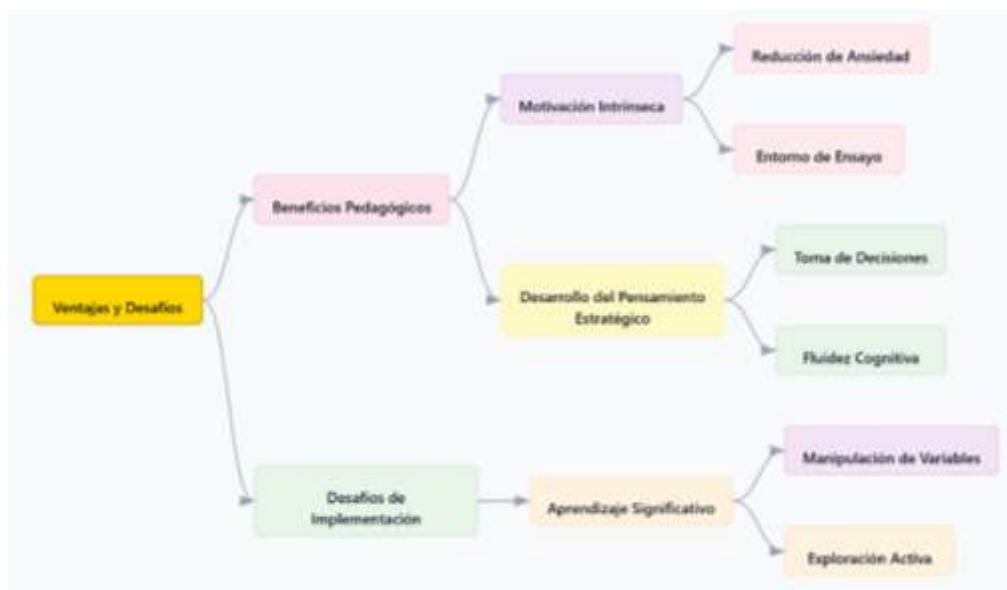 Reducción de Ansiedad
Motivación Intrínseca
Entorno de Ensayo
Beneficios Pedagógicos
Toma de Decisiones
Desarrollo del Pensamiento
Estratégico
Ventajas y Desafíos
Fluidez Cognitiva
Manipulación de Variables
Desafíos de
Implementación
Aprendizaje Significativo
Exploración Activa